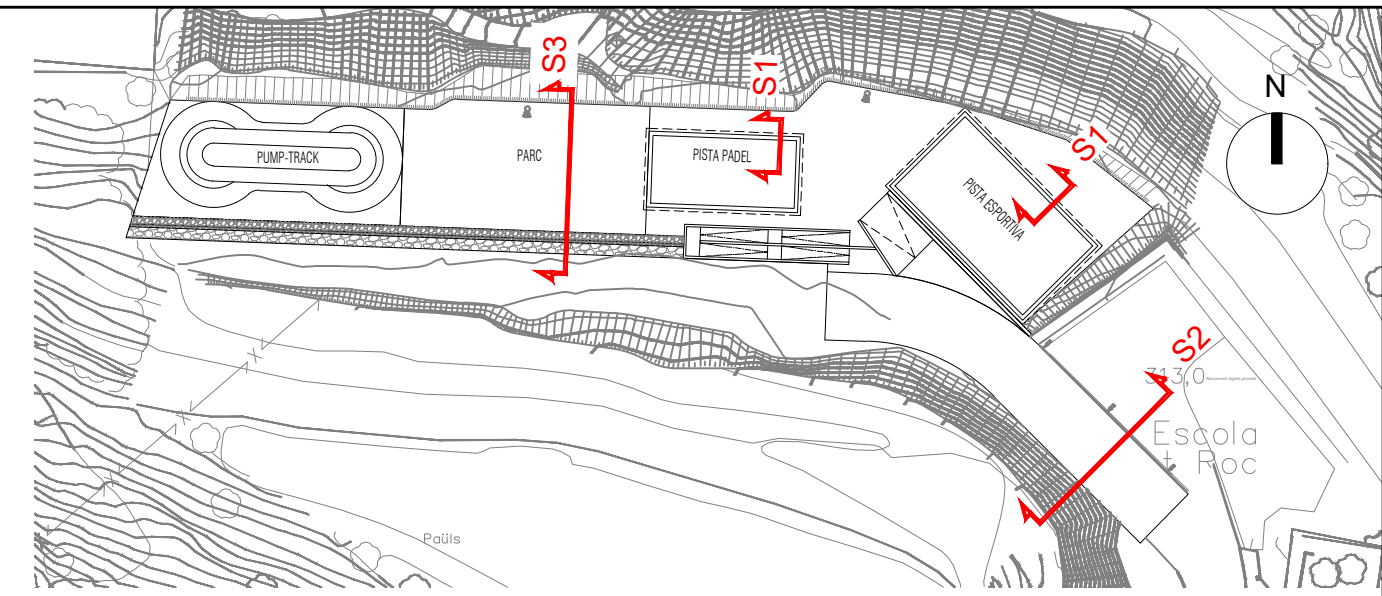 S3
S1
N
PUMP-TRACK
PARC
PISTA PADEL
S1
PISTA ESPORTIVA
S2
313,0
Escola
t Roc
Paüls